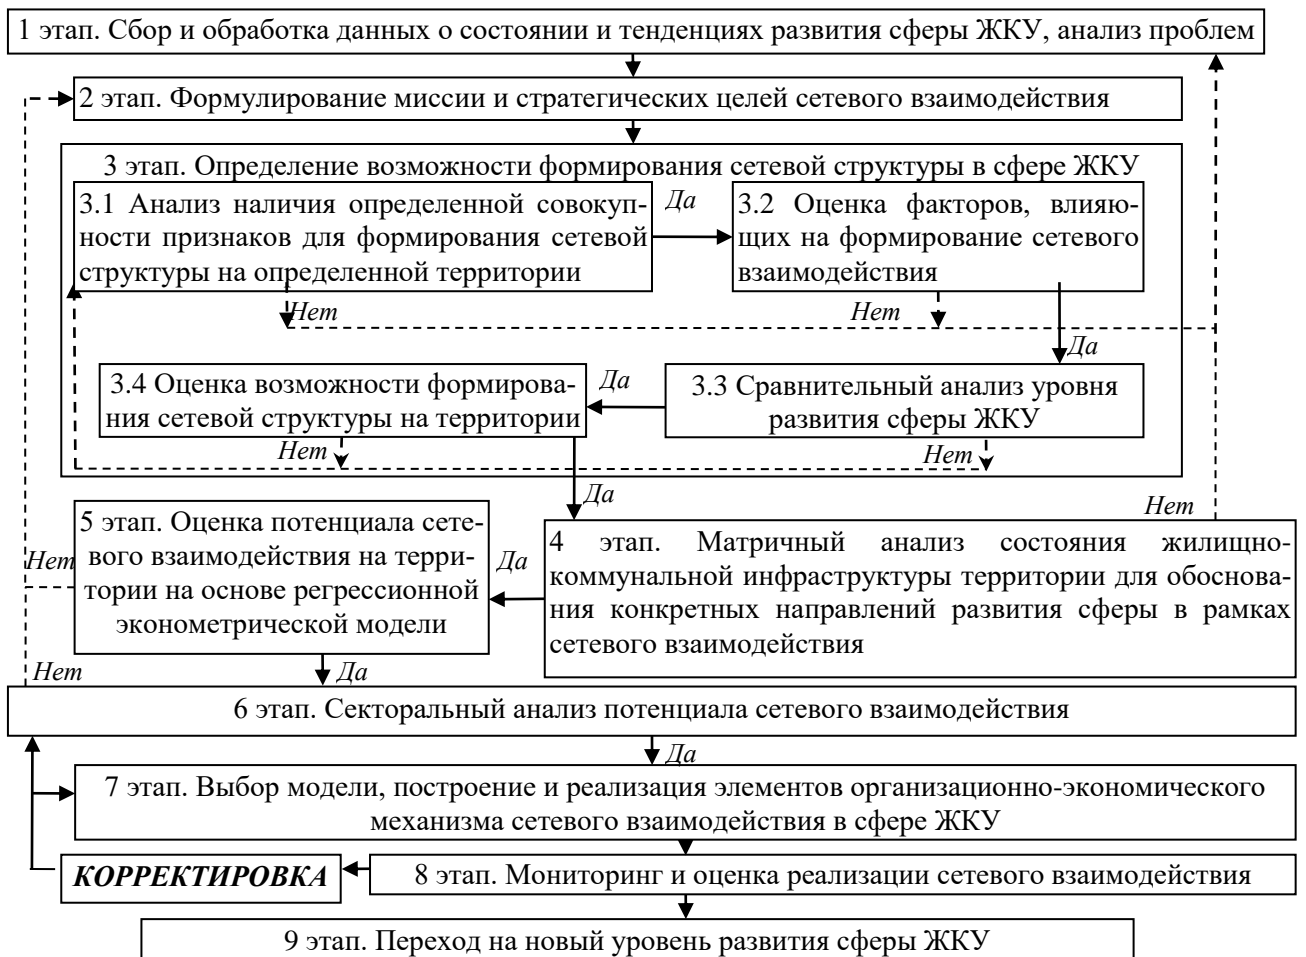 1 этап. Сбор и обработка данных о состоянии и тенденциях развития сферы ЖКУ, анализ проблем
2 этап. Формулирование миссии и стратегических целей сетевого взаимодействия
3 этап. Определение возможности формирования сетевой структуры в сфере ЖКУ
3.1 Анализ наличия определенной совокуп-
ности признаков для формирования сетевой
структуры на определенной территории
Да
3.2 Оценка факторов, влияю-
щих на формирование сетевого
взаимодействия
Нет
Нет
Да
3.4 Оценка возможности формирова-
ния сетевой структуры на территории
Да
3.3 Сравнительный анализ уровня
развития сферы ЖКУ
Нет
Нет
Да
Нет
5 этап. Оценка потенциала сете-
вого взаимодействия на терри-
тории на основе регрессионной
эконометрической модели
Нет
Да
4 этап. Матричный анализ состояния жилищно-
коммунальной инфраструктуры территории для обоснова-
ния конкретных направлений развития сферы в рамках
сетевого взаимодействия
Нет
Да
6 этап. Секторальный анализ потенциала сетевого взаимодействия
Да
7 этап. Выбор модели, построение и реализация элементов организационно-экономического
механизма сетевого взаимодействия в сфере ЖКУ
КОРРЕКТИРОВКА
8 этап. Мониторинг и оценка реализации сетевого взаимодействия
9 этап. Переход на новый уровень развития сферы ЖКУ